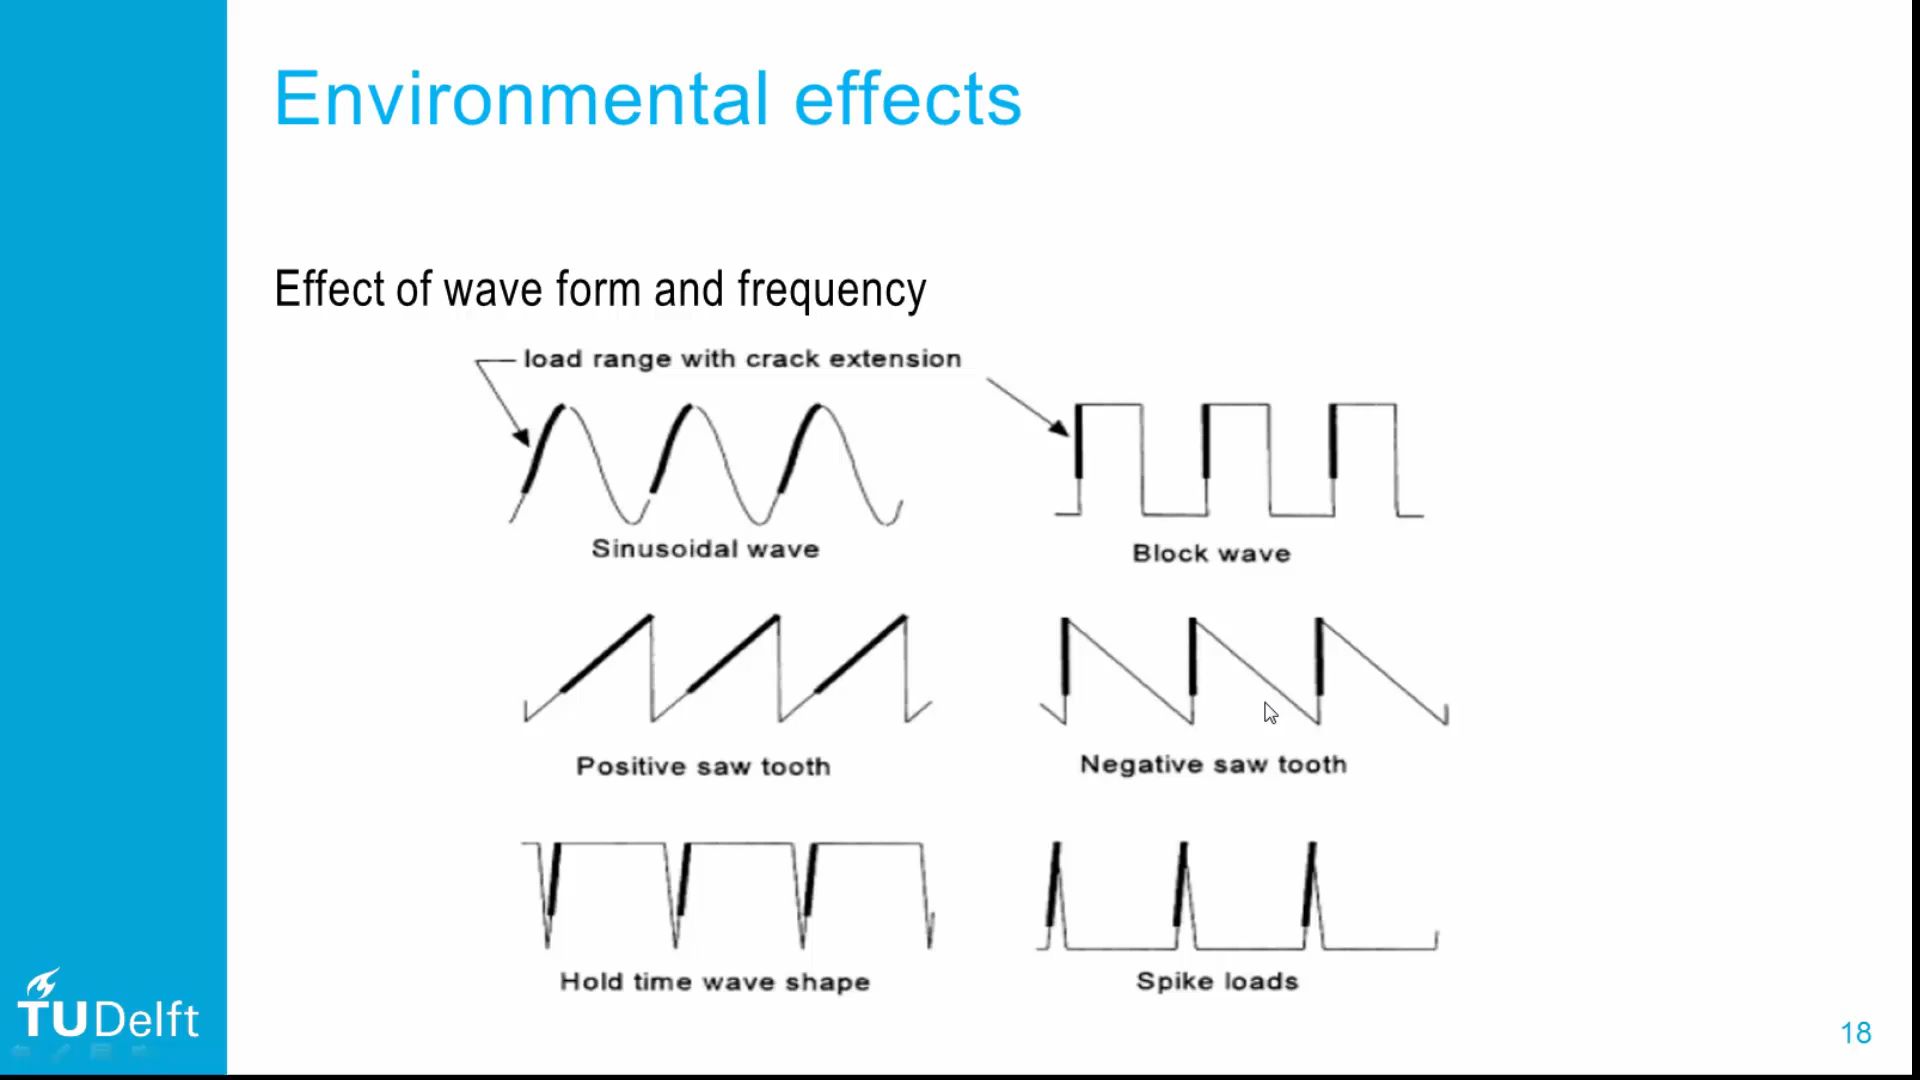 Environmental effects
Effect of wave form and frequency
load range with crack extension
Sinusoidal wave
Block wave
Positive saw tooth
Negative saw tooth
Hold time wave shape
Spike loads
TUDelft
18